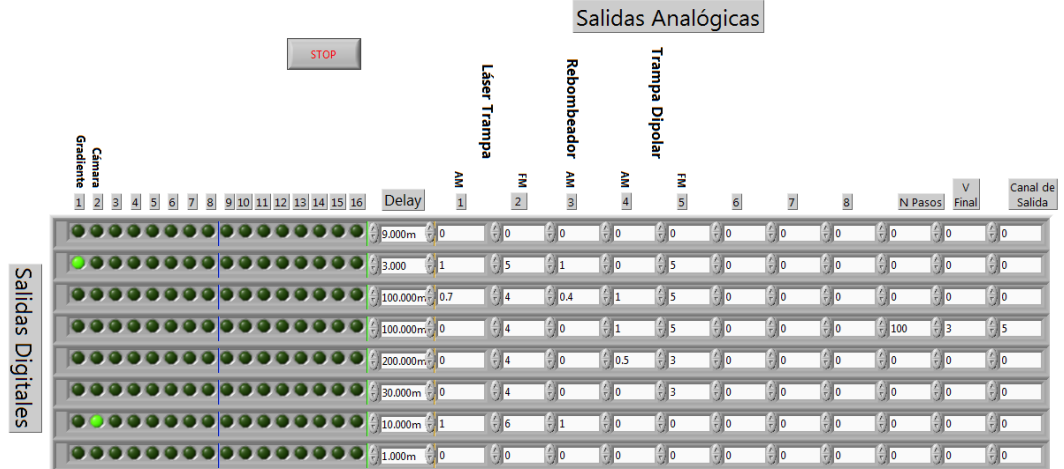 Salidas Analógicas
STOP
Gradiente
Cámara
Láser Trampa
Rebombeador
Trampa Dipolar
AM FM AM AM FM
1 2 3 4 5 6 7 8 9 10 11 12 13 14 15 16 Delay 1 2 3 4 5 6 7 8 N Pasos V Final Canal de Salida
Salidas Digitales
9.000m 0 0 0 0 0 0 0 0 0 0 0
3.000 1 5 1 0 5 0 0 0 0 0 0
100.000m 0.7 4 0.4 1 5 0 0 0 0 0 0
100.000m 0 4 0 1 5 0 0 0 100 3 5
200.000m 0 4 0 0.5 3 0 0 0 0 0 0
30.000m 0 4 0 0 3 0 0 0 0 0 0
10.000m 1 6 1 0 0 0 0 0 0 0 0
1.000m 0 0 0 0 0 0 0 0 0 0 0